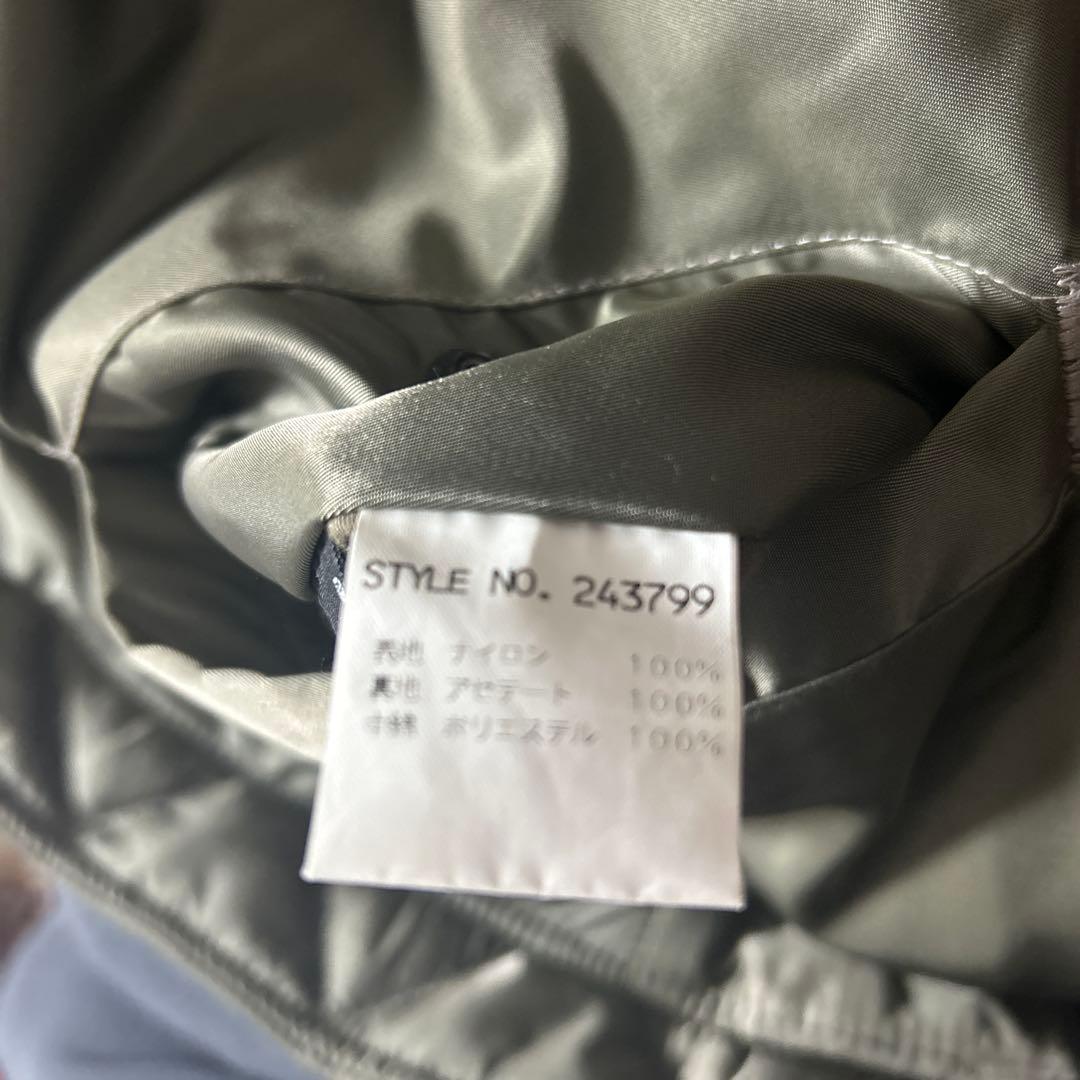 STYLE NO. 243799
表地 ナイロン 100%
裏地 アセテート 100%
中綿 ポリエステル 100%